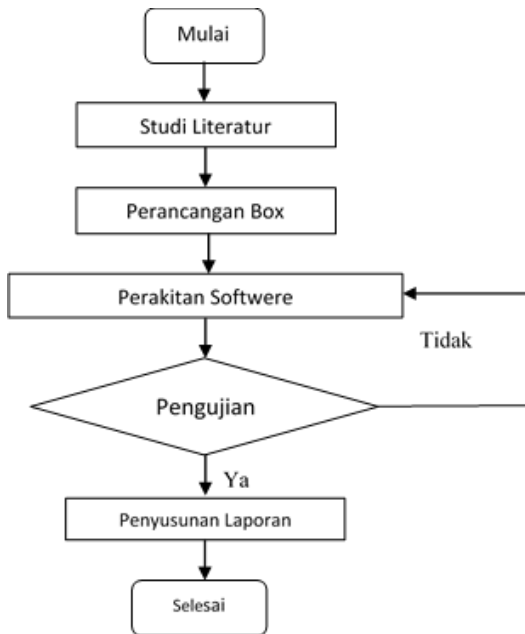 Mulai
Studi Literatur
Perancangan Box
Perakitan Softwere
Tidak
Pengujian
Ya
Penyusunan Laporan
Selesai